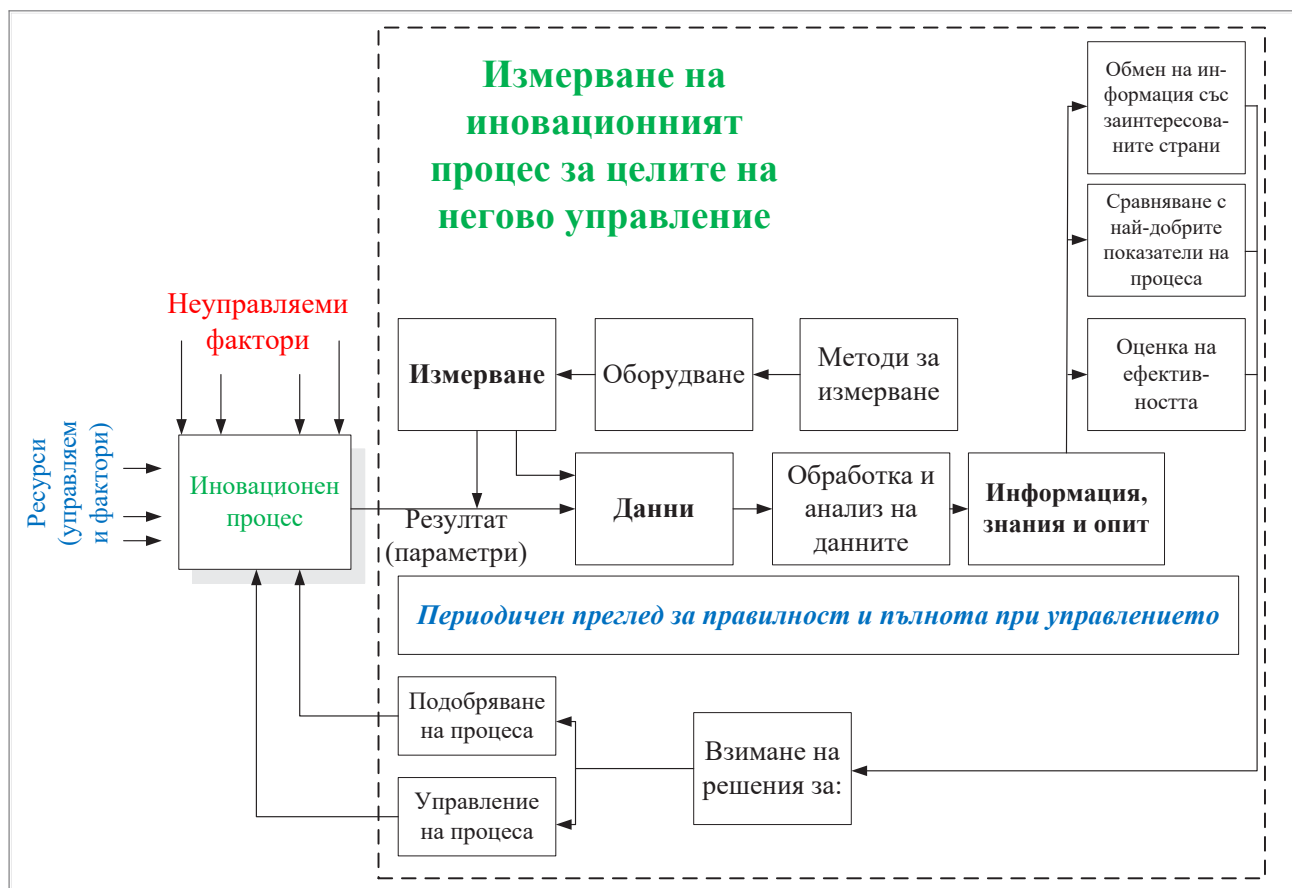 Измерване на
иновационният
процес за целите на
негово управление
Обмен на ин-
формация със
заинтересова-
ните страни
Сравняване с
най-добрите
показатели на
процеса
Оценка на
ефектив-
ността
Неуправляеми
фактори
Измерване
Оборудване
Методи за
измерване
Ресурси
(управляем
и фактори)
Иновационен
процес
Резултат
(параметри)
Данни
Обработка и
анализ на
данните
Информация,
знания и опит
Периодичен преглед за правилност и пълнота при управлението
Подобряване
на процеса
Взимане на
решения за:
Управление
на процеса